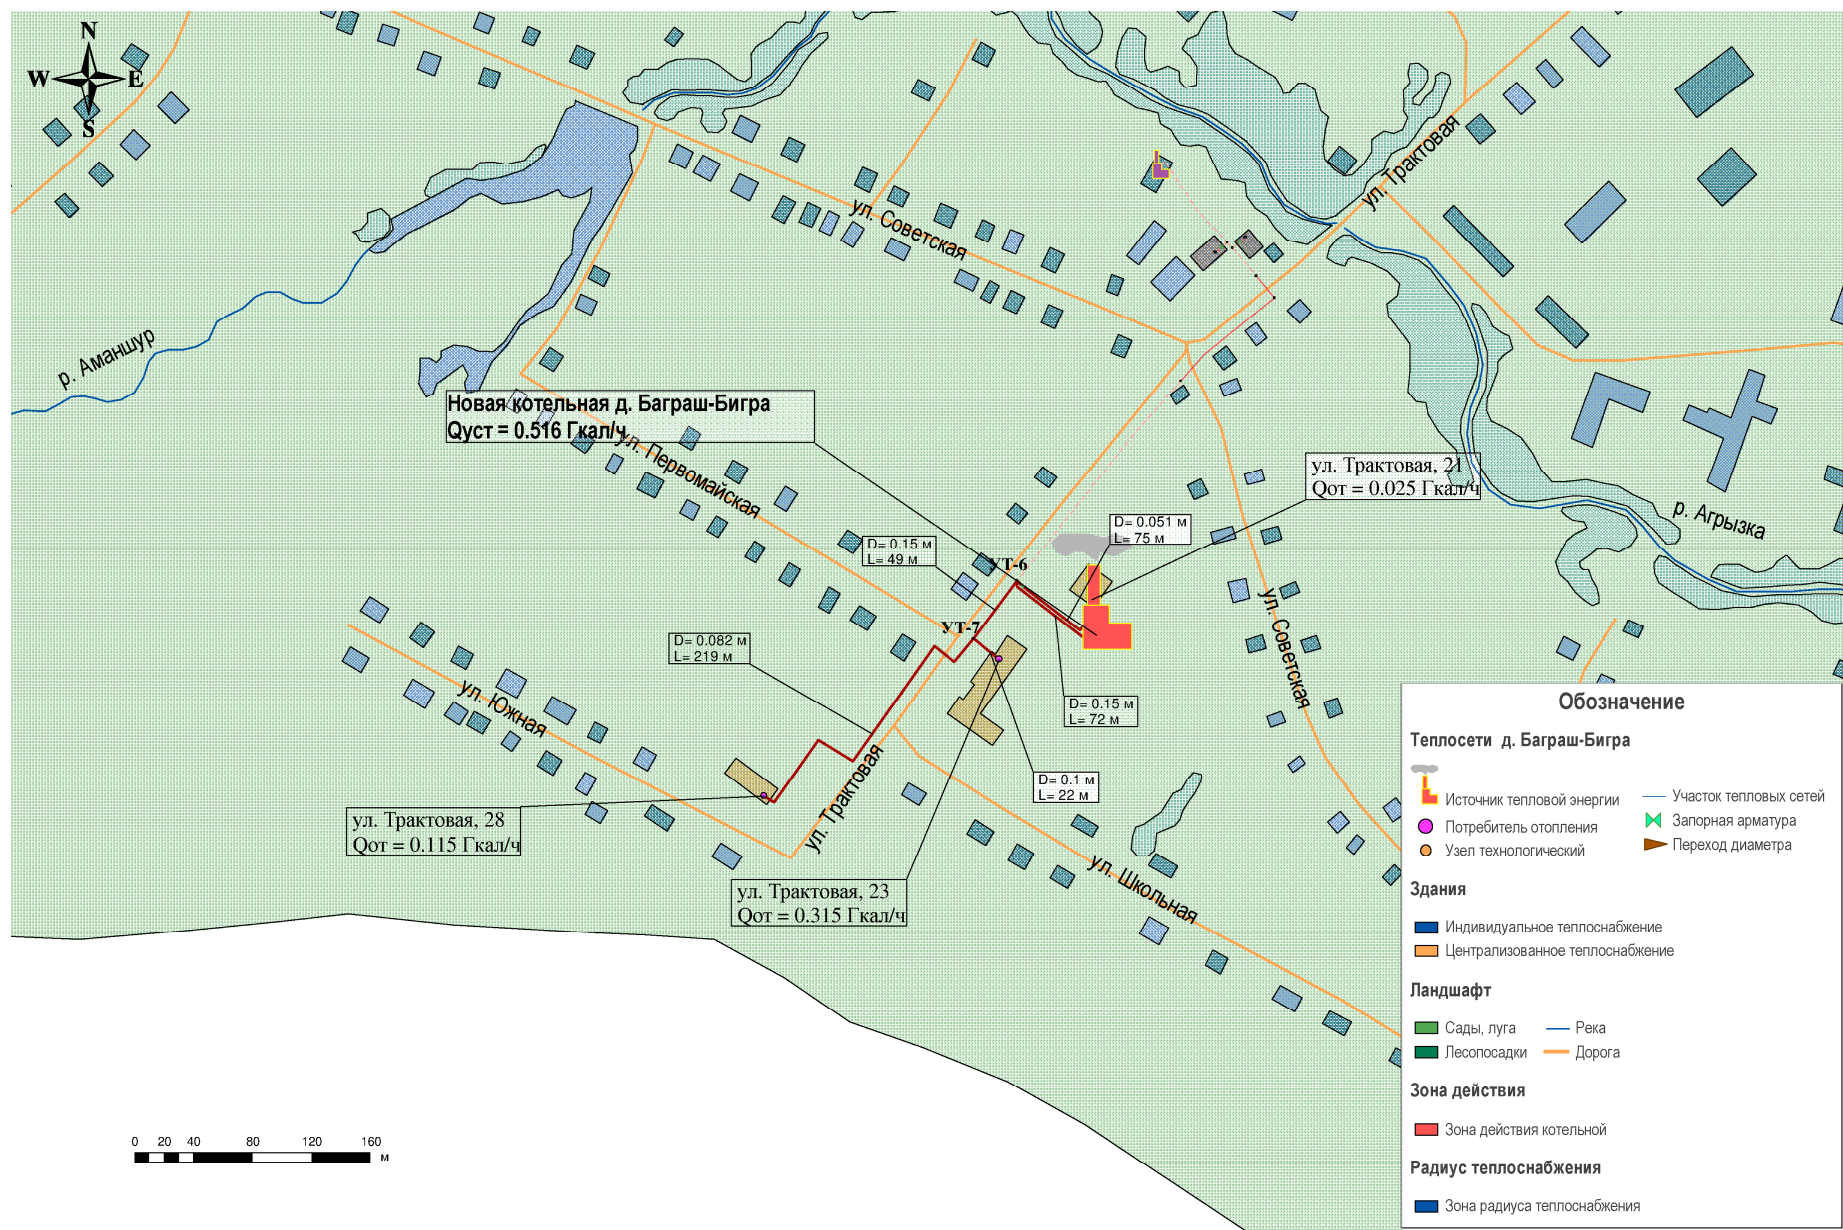 N
W E
S
ул. Трактовая
ул. Советская
р. Аманшур
Новая котельная д. Баграш-Бигра
Qуст = 0.516 Гкал/ч
ул. Первомайская
ул. Трактовая, 21
Qот = 0.025 Гкал/ч
р. Агрызка
D= 0.051 м
L= 75 м
D= 0.15 м
L= 49 м
УТ-6
УТ-7
D= 0.082 м
L= 219 м
ул. Советская
ул. Южная
D= 0.15 м
L= 72 м
D= 0.1 м
L= 22 м
ул. Трактовая
ул. Трактовая, 28
Qот = 0.115 Гкал/ч
ул. Трактовая, 23
Qот = 0.315 Гкал/ч
ул. Школьная
0 20 40 80 120 160
м
Обозначение
Теплосети д. Баграш-Бигра
Источник тепловой энергии
Участок тепловых сетей
Потребитель отопления
Запорная арматура
Узел технологический
Переход диаметра
Здания
Индивидуальное теплоснабжение
Централизованное теплоснабжение
Ландшафт
Сады, луга
Река
Лесопосадки
Дорога
Зона действия
Зона действия котельной
Радиус теплоснабжения
Зона радиуса теплоснабжения